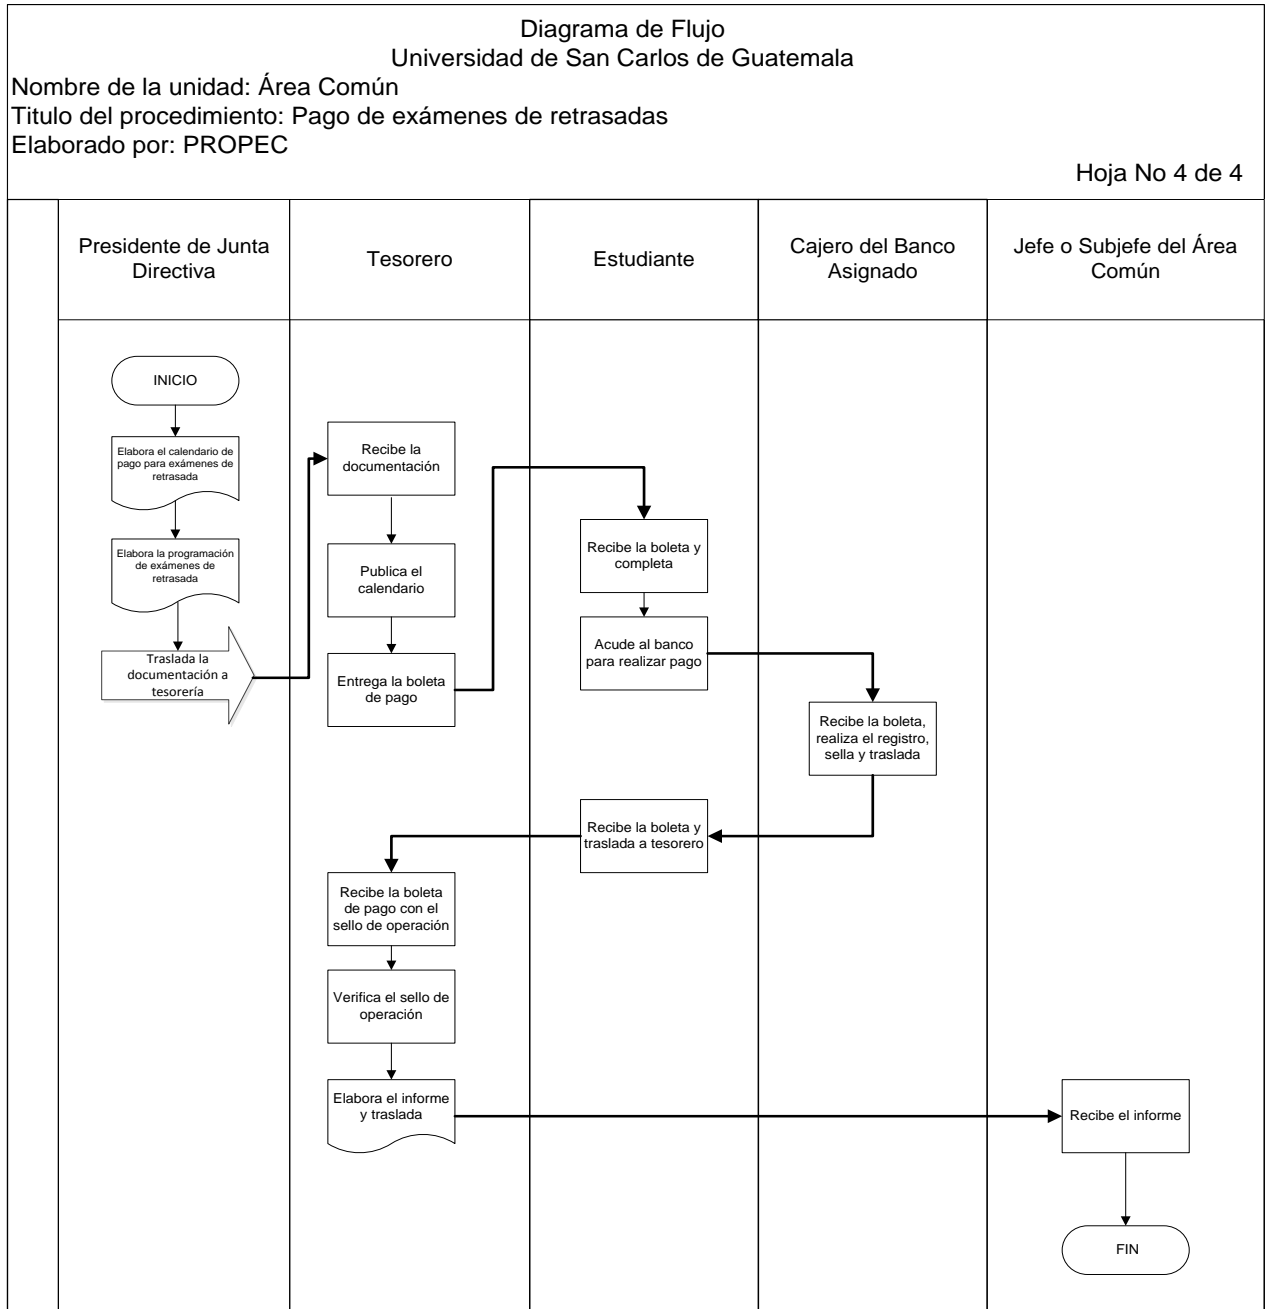 Diagrama de Flujo
Universidad de San Carlos de Guatemala
Nombre de la unidad: Área Común
Titulo del procedimiento: Pago de exámenes de retrasadas
Elaborado por: PROPEC
Hoja No 4 de 4
Presidente de Junta
Directiva
Tesorero
Estudiante
Cajero del Banco
Asignado
Jefe o Subjefe del Área
Común
INICIO
Elabora el calendario de
pago para exámenes de
retrasada
Elabora la programación
de exámenes de
retrasada
Traslada la
documentación a
tesorería
Recibe la
documentación
Publica el
calendario
Entrega la boleta
de pago
Recibe la boleta y
completa
Acude al banco
para realizar pago
Recibe la boleta,
realiza el registro,
sella y traslada
Recibe la boleta y
traslada a tesorero
Recibe la boleta
de pago con el
sello de operación
Verifica el sello de
operación
Elabora el informe
y traslada
Recibe el informe
FIN